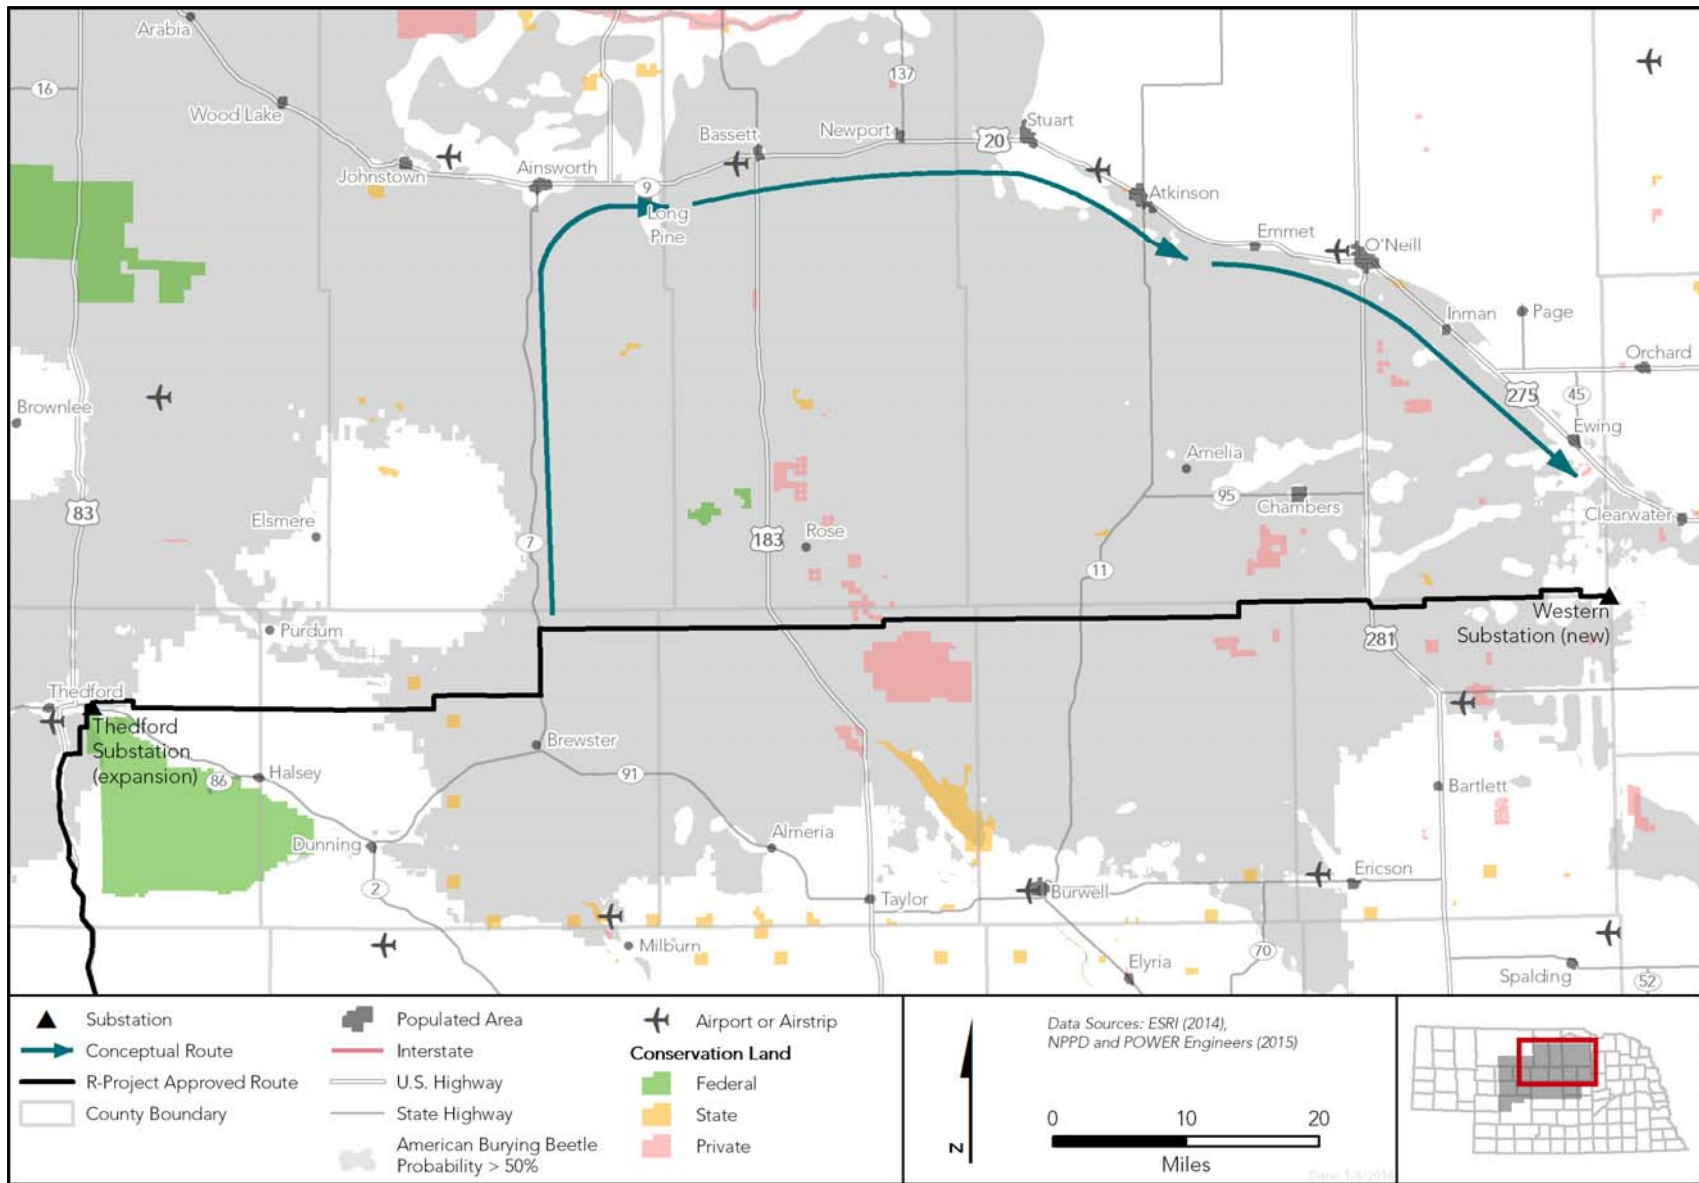 Arabia
16
Wood Lake
Johnstown
Ainsworth
9
Long
Pine
Bassett
Newport
137
20
Stuart
Atkinson
Emmet
O'Neill
Inman
Page
Orchard
275
45
Ewing
Clearwater
Brownlee
83
Elsmere
7
183
Rose
Amelia
95
Chambers
11
Purdum
Western
Substation (new)
281
Thedford
Thedford
Substation
(expansion)
86
Halsey
Brewster
91
Dunning
2
Almeria
Taylor
Burwell
Bartlett
Ericson
Milburn
Elyria
70
Spalding
52
Substation
Conceptual Route
R-Project Approved Route
County Boundary
Populated Area
Interstate
U.S. Highway
State Highway
American Burying Beetle
Probability > 50%
Airport or Airstrip
Conservation Land
Federal
State
Private
N
Data Sources: ESRI (2014),
NPPD and POWER Engineers (2015)
0 10 20
Miles